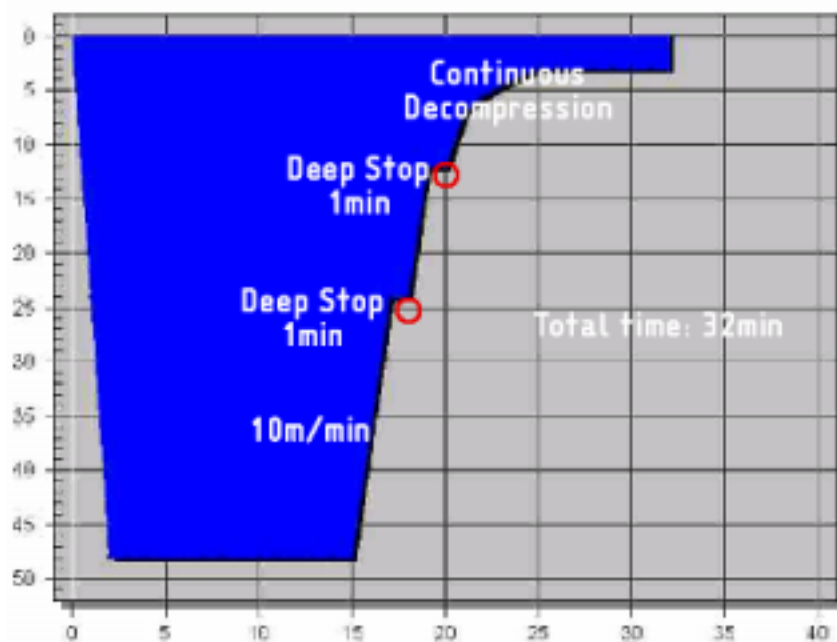 0
5
Continuous
Decompression
10
Deep Stop
1min
15
20
25
Deep Stop
1min
Total time: 32min
30
35
10m/min
40
45
50
0 5 10 15 20 25 30 35 40